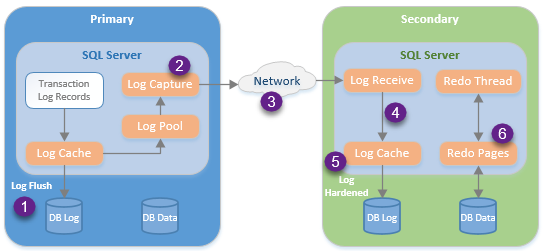 Primary
SQL Server
Transaction
Log Records
2
Log Capture
Log Pool
Log Cache
Log Flush
1
DB Log
DB Data
Network
3
Secondary
SQL Server
Log Receive
Redo Thread
4
6
5
Log Cache
Redo Pages
Log
Hardened
DB Log
DB Data